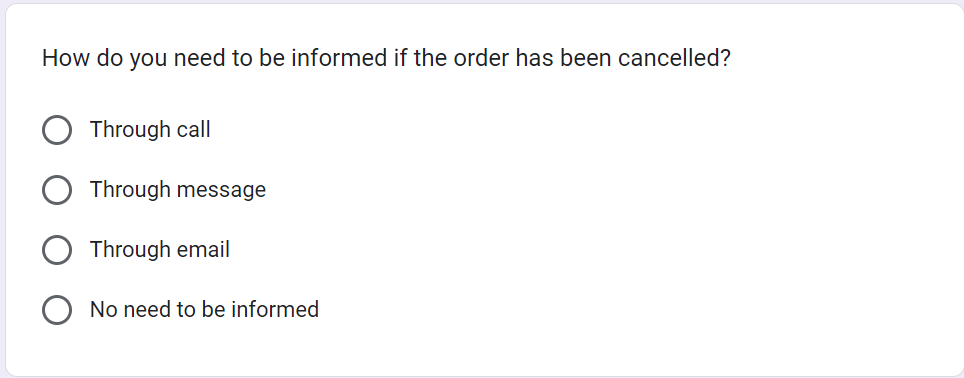 How do you need to be informed if the order has been cancelled?
Through call
Through message
Through email
No need to be informed